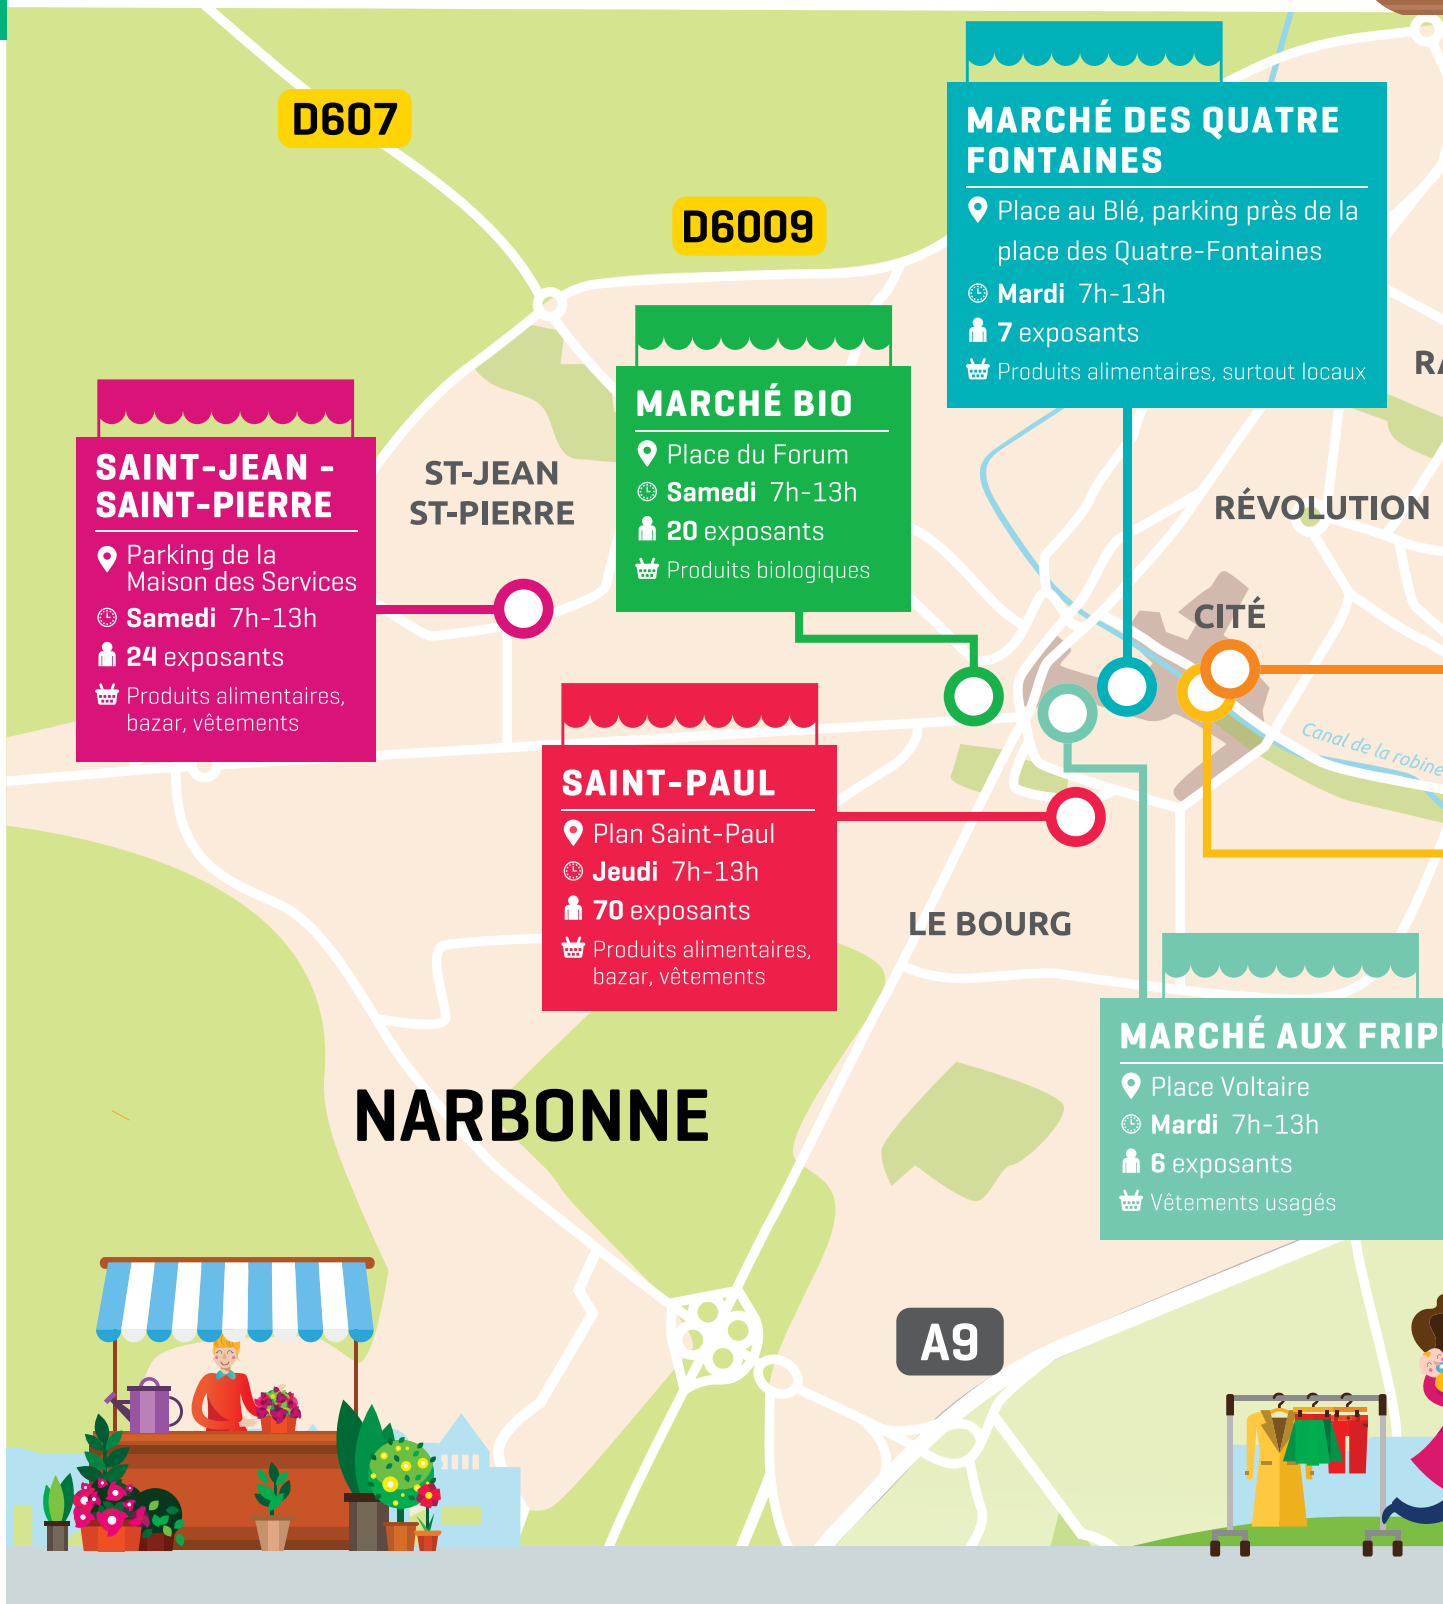 D607
D6009
MARCHÉ DES QUATRE
FONTAINES
Place au Blé, parking près de la
place des Quatre-Fontaines
Mardi 7h-13h
7 exposants
Produits alimentaires, surtout locaux
MARCHÉ BIO
Place du Forum
Samedi 7h-13h
20 exposants
Produits biologiques
SAINT-JEAN -
SAINT-PIERRE
Parking de la
Maison des Services
Samedi 7h-13h
24 exposants
Produits alimentaires,
bazar, vêtements
ST-JEAN
ST-PIERRE
RÉVOLUTION
CITÉ
Canal de la robine
SAINT-PAUL
Plan Saint-Paul
Jeudi 7h-13h
70 exposants
Produits alimentaires,
bazar, vêtements
LE BOURG
MARCHÉ AUX
Place Voltaire
Mardi 7h-13h
6 exposants
Vêtements usagés
NARBONNE
A9